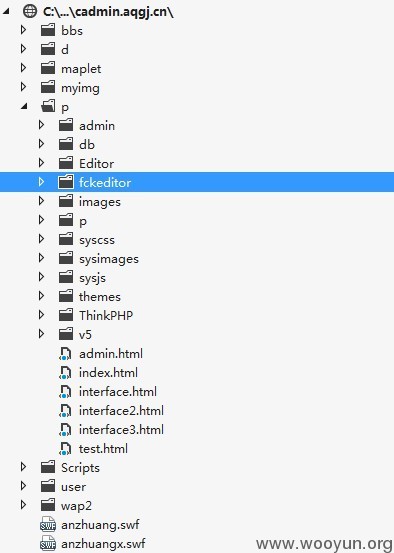 C:\...\cadmin.aqgj.cn\
bbs
d
maplet
myimg
p
admin
db
Editor
fckeditor
images
p
syscss
sysimages
sysjs
themes
ThinkPHP
v5
admin.html
index.html
interface.html
interface2.html
interface3.html
test.html
Scripts
user
wap2
anzhuang.swf
anzhuangx.swf
www.wooyun.org